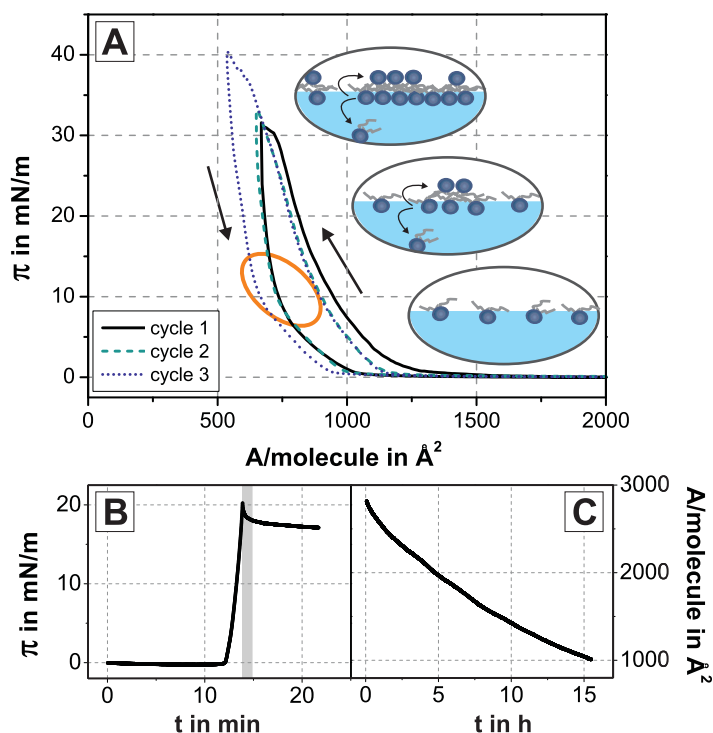 A
40
30
20
10
0
π in mN/m
cycle 1
cycle 2
cycle 3
0
500
1000
1500
2000
A/molecule in Å²
B
20
10
0
π in mN/m
0
10
20
t in min
C
3000
2000
1000
A/molecule in Å²
0
5
10
15
t in h